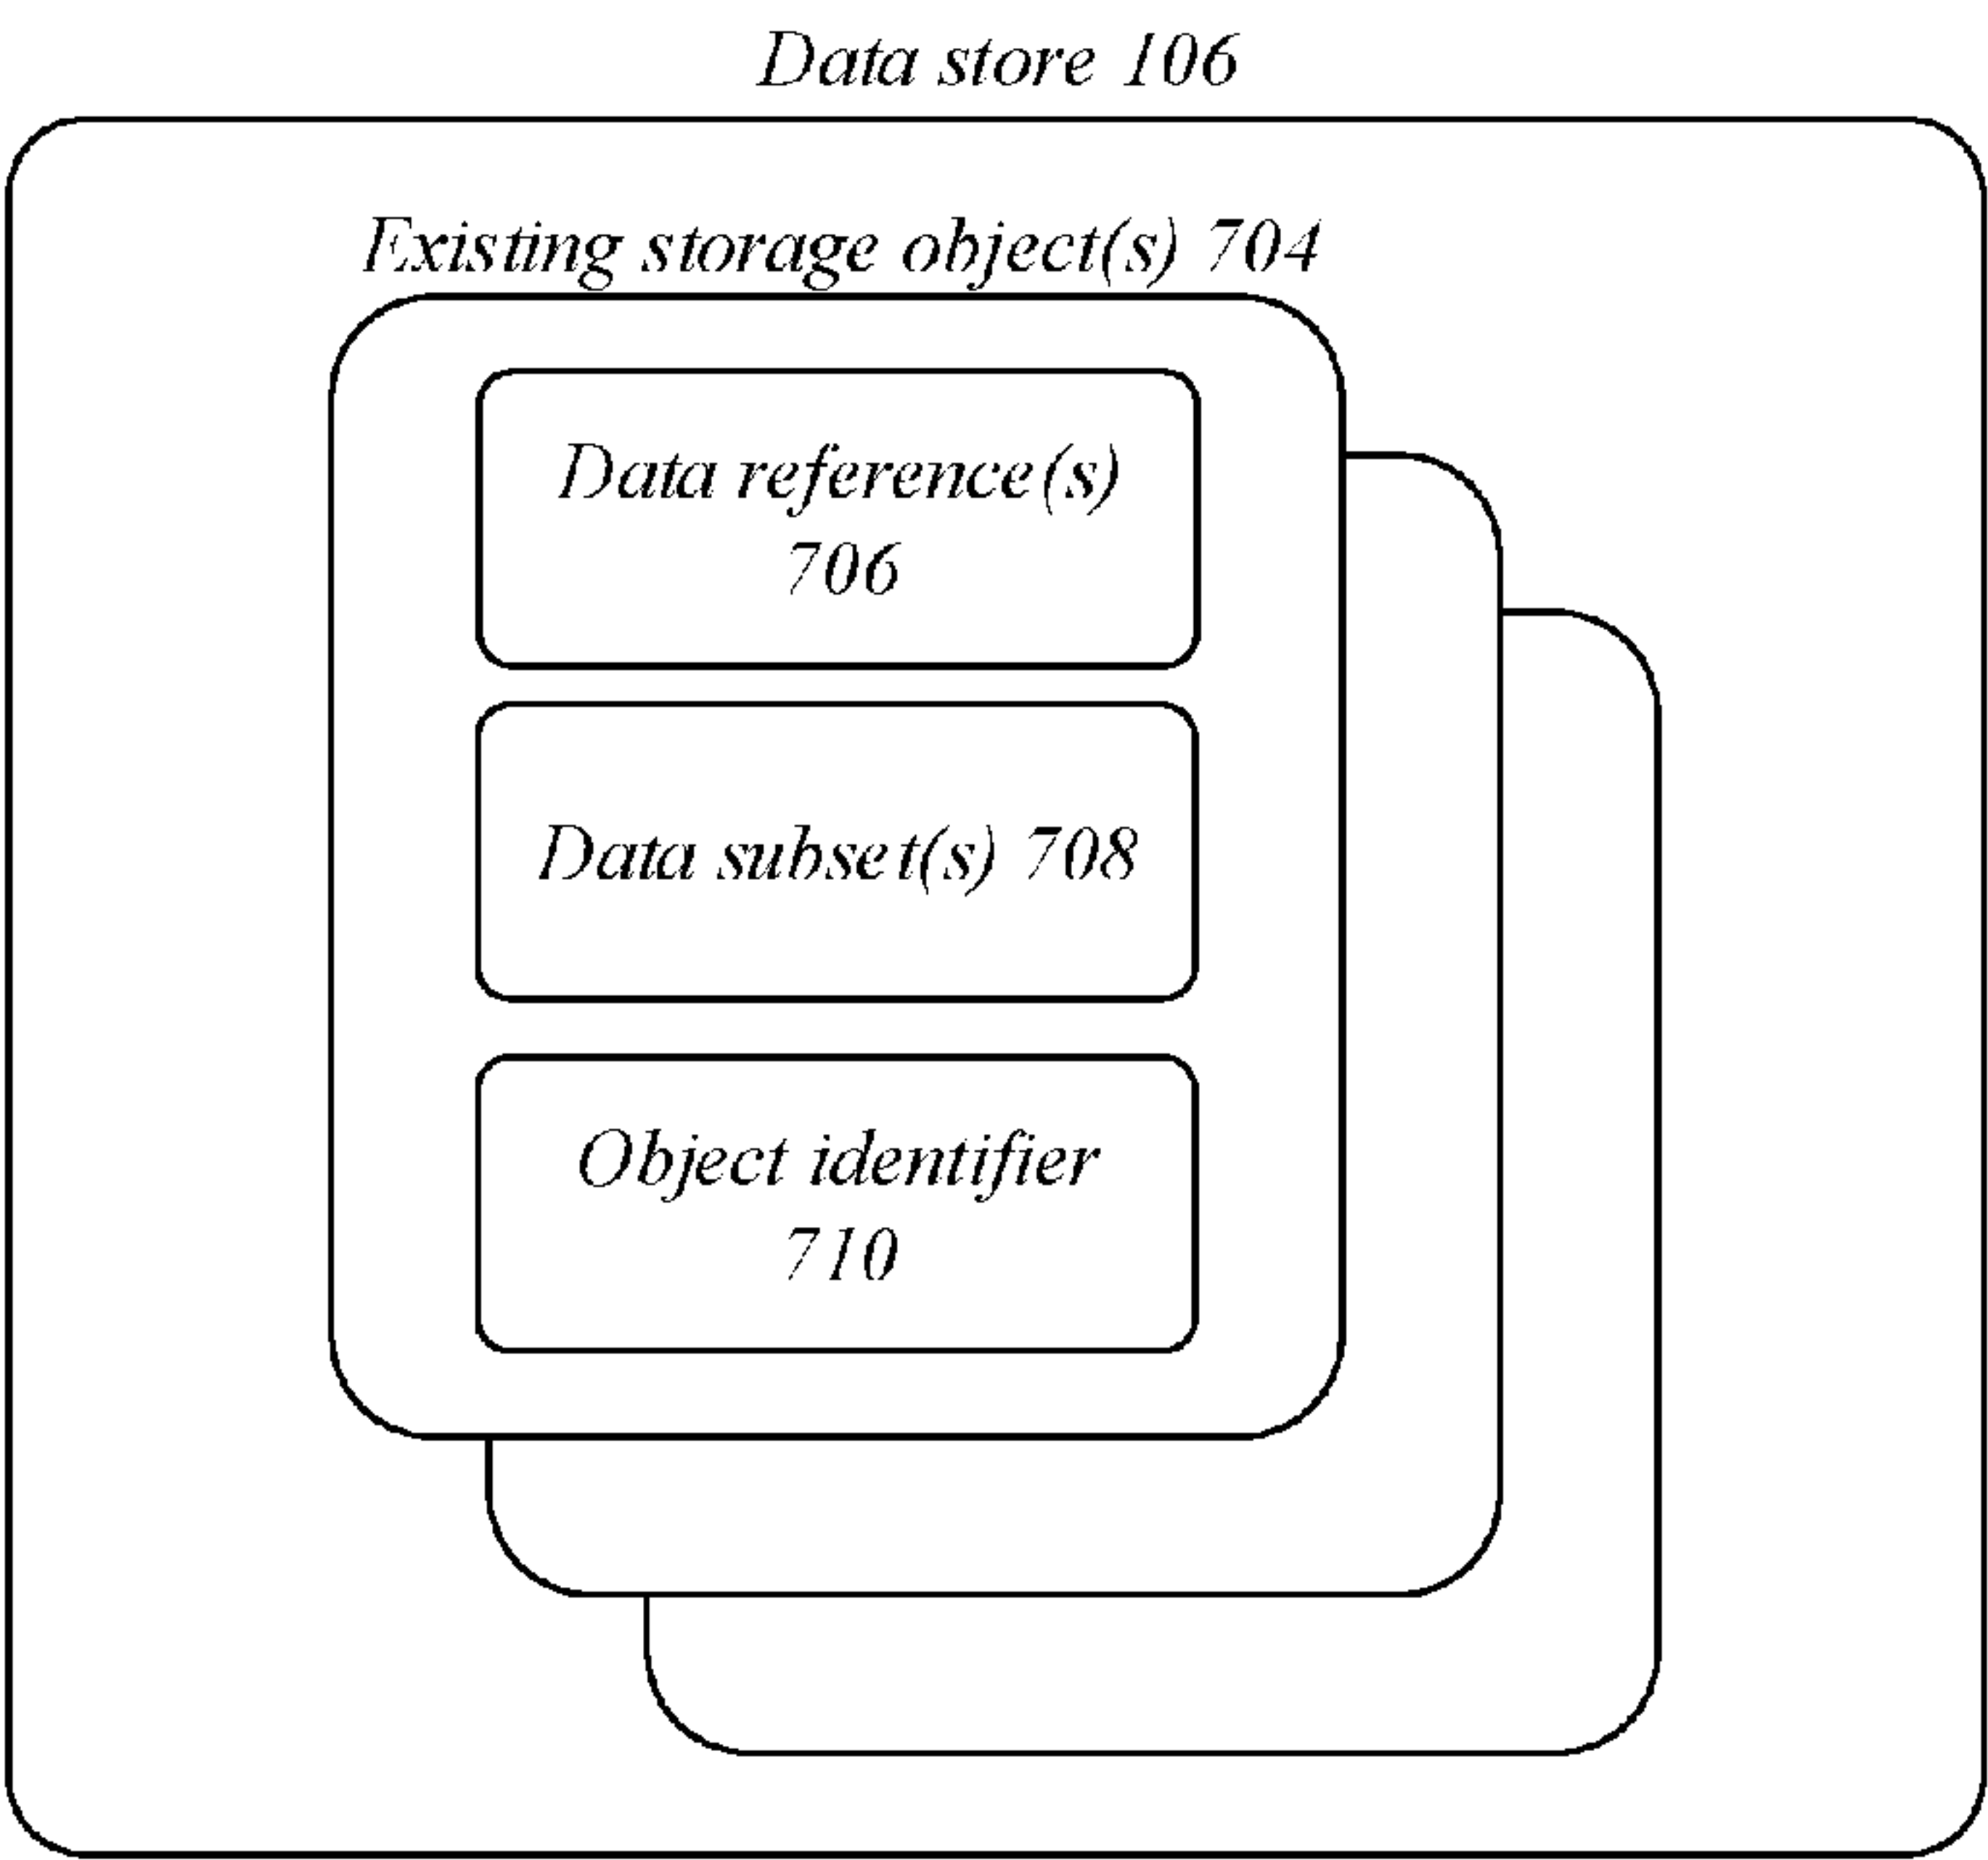 Data store 106
Existing storage object(s) 704
Data reference(s)
706
Data subset(s) 708
Object identifier
710